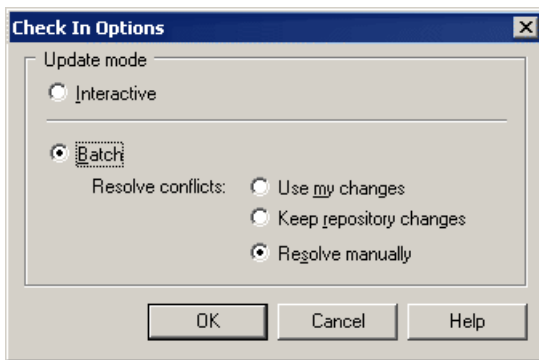 Check In Options
Update mode
Interactive
Batch
Resolve conflicts:
Use my changes
Keep repository changes
Resolve manually
OK
Cancel
Help